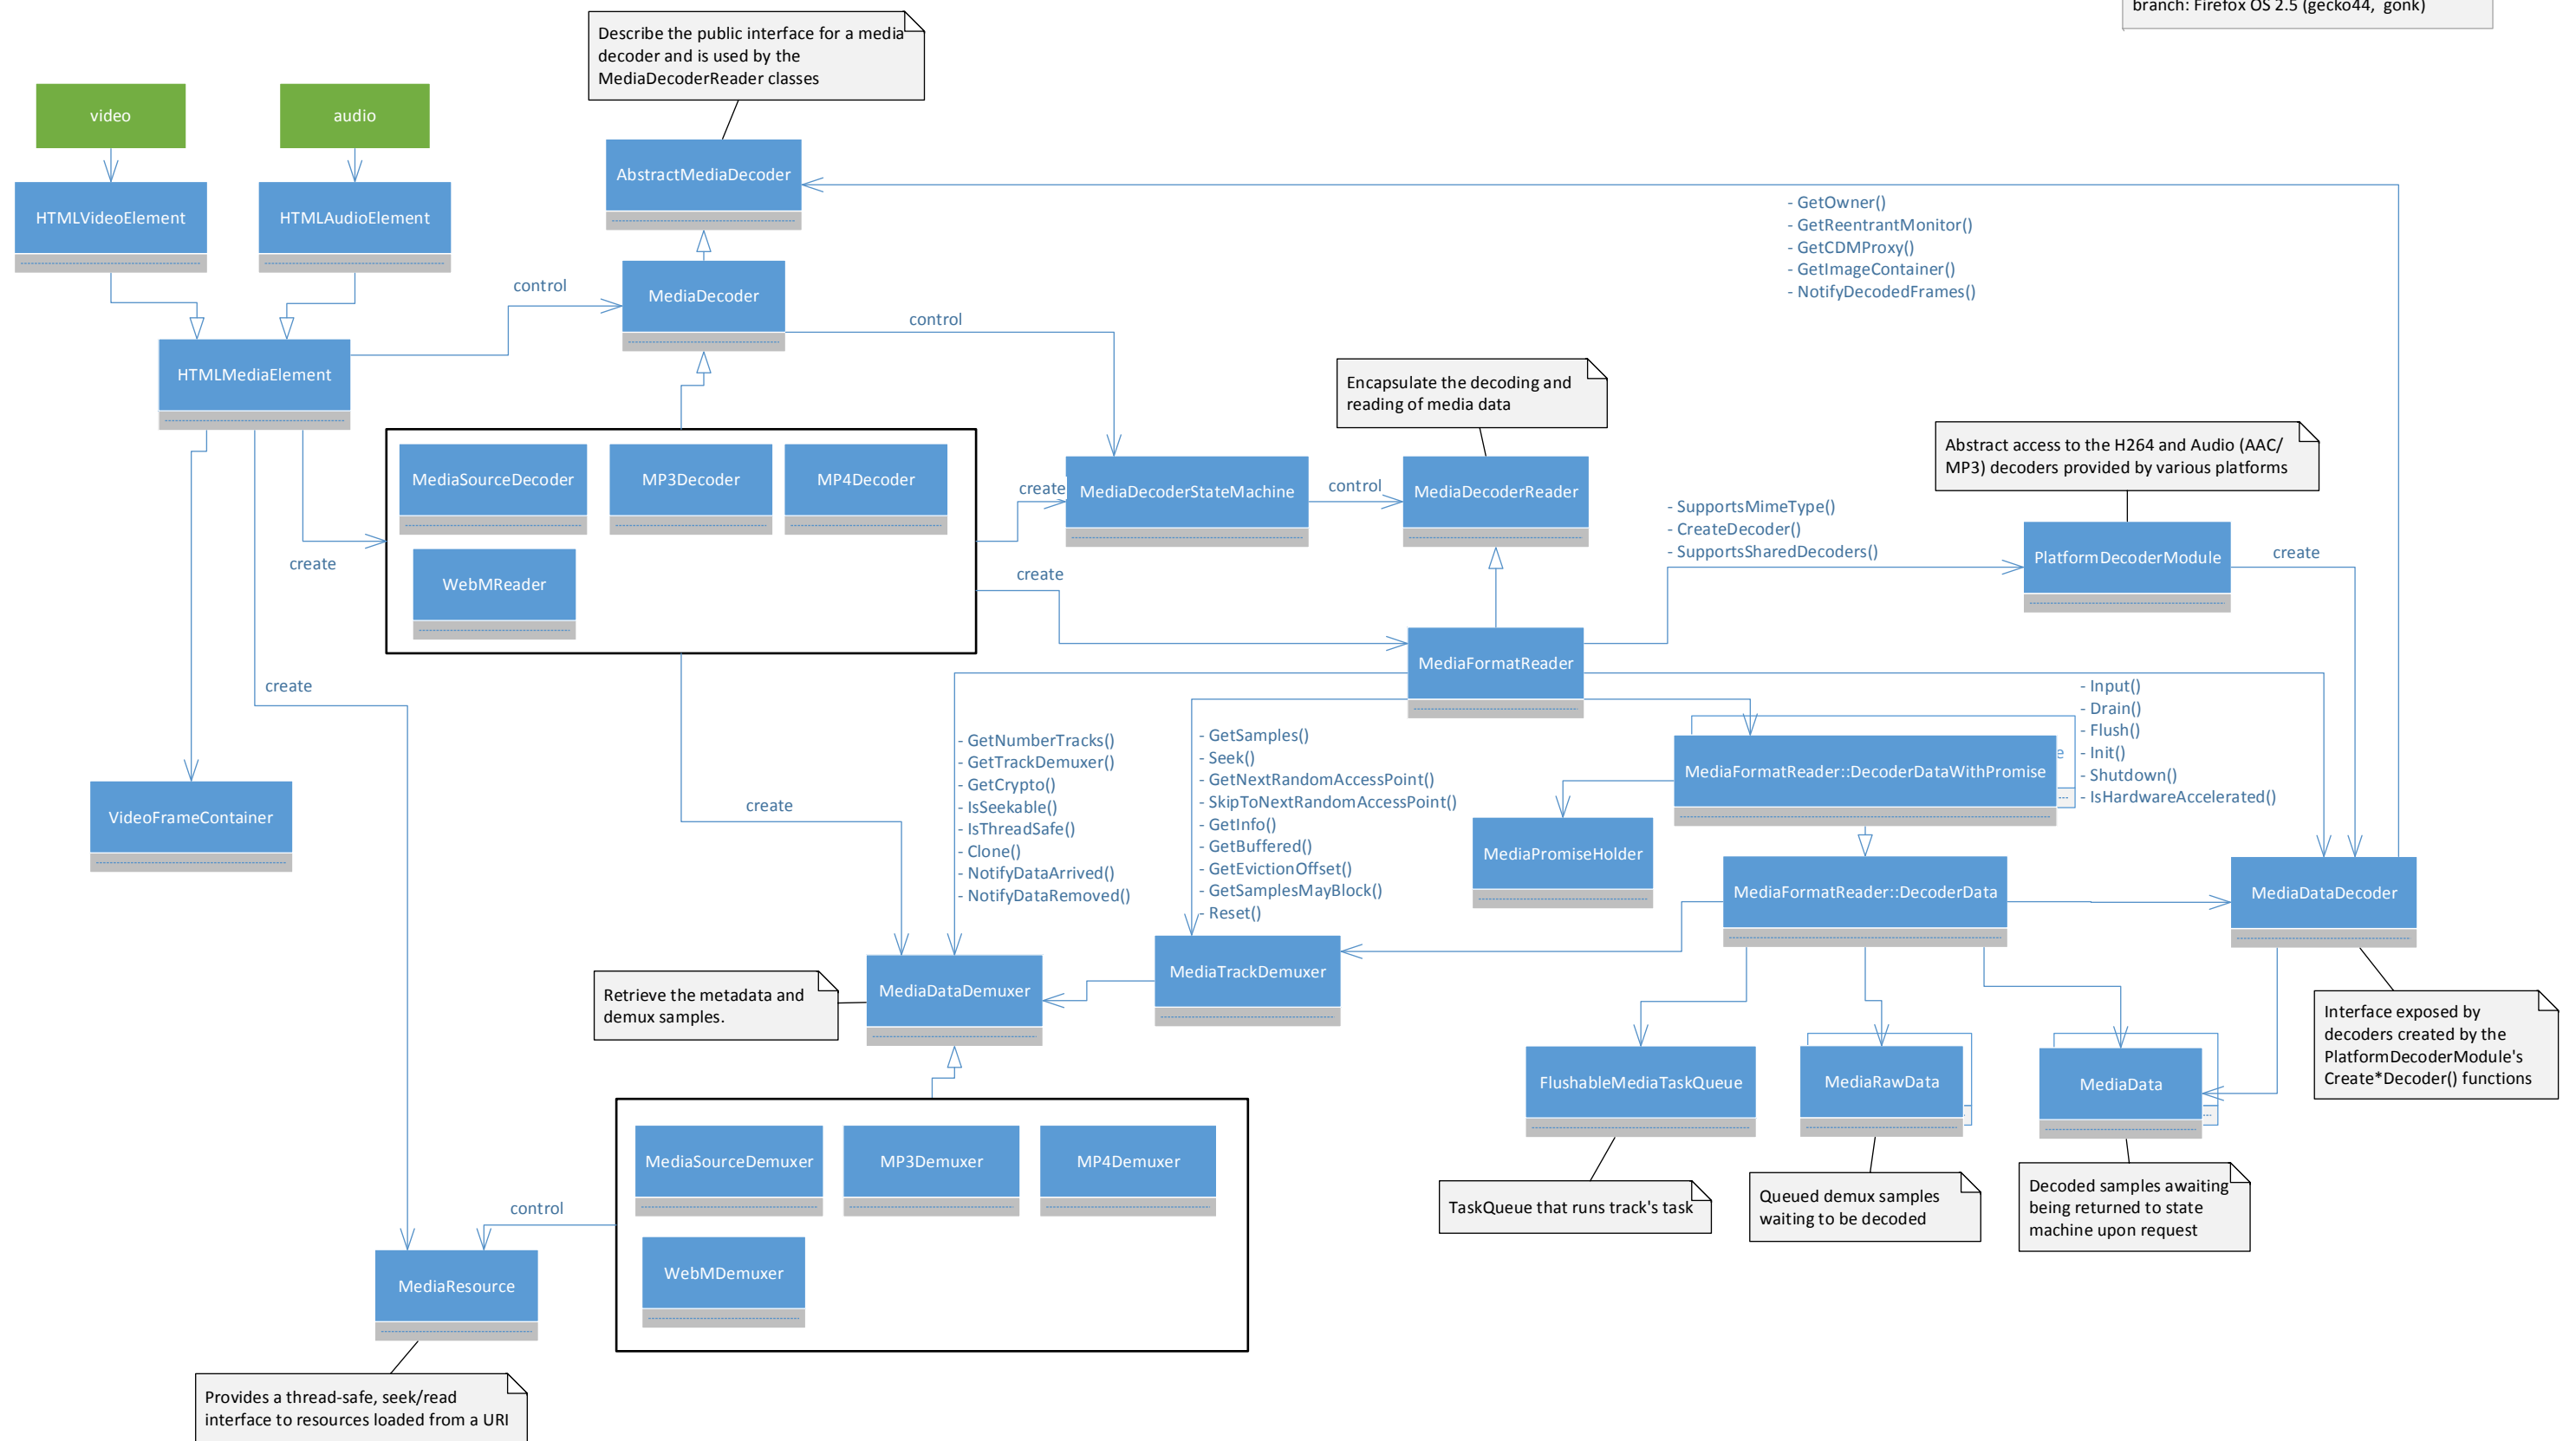 branch: Firefox OS 2.5 (gecko44, gonk)
Describe the public interface for a media
decoder and is used by the
MediaDecoderReader classes
video
audio
AbstractMediaDecoder
HTMLVideoElement
HTMLAudioElement
- GetOwner()
- GetReentrantMonitor()
- GetCDMProxy()
- GetImageContainer()
- NotifyDecodedFrames()
control
MediaDecoder
control
HTMLMediaElement
Encapsulate the decoding and
reading of media data
Abstract access to the H264 and Audio (AAC/
MP3) decoders provided by various platforms
MediaSourceDecoder
MP3Decoder
MP4Decoder
create
MediaDecoderStateMachine
control
MediaDecoderReader
- SupportsMimeType()
- CreateDecoder()
- SupportsSharedDecoders()
PlatformDecoderModule
create
create
WebMReader
create
MediaFormatReader
create
- Input()
- Drain()
- Flush()
- Init()
- Shutdown()
- IsHardwareAccelerated()
- GetNumberTracks()
- GetTrackDemuxer()
- GetCrypto()
- IsSeekable()
- IsThreadSafe()
- Clone()
- NotifyDataArrived()
- NotifyDataRemoved()
- GetSamples()
- Seek()
- GetNextRandomAccessPoint()
- SkipToNextRandomAccessPoint()
- GetInfo()
- GetBuffered()
- GetEvictionOffset()
- GetSamplesMayBlock()
- Reset()
MediaFormatReader::DecoderDataWithPromise
e
create
VideoFrameContainer
MediaPromiseHolder
MediaFormatReader::DecoderData
MediaDataDecoder
Retrieve the metadata and
demux samples.
MediaDataDemuxer
MediaTrackDemuxer
Interface exposed by
decoders created by the
PlatformDecoderModule's
Create*Decoder() functions
FlushableMediaTaskQueue
MediaRawData
MediaData
MediaSourceDemuxer
MP3Demuxer
MP4Demuxer
TaskQueue that runs track's task
Queued demux samples
waiting to be decoded
Decoded samples awaiting
being returned to state
machine upon request
control
WebMDemuxer
MediaResource
Provides a thread-safe, seek/read
interface to resources loaded from a URI